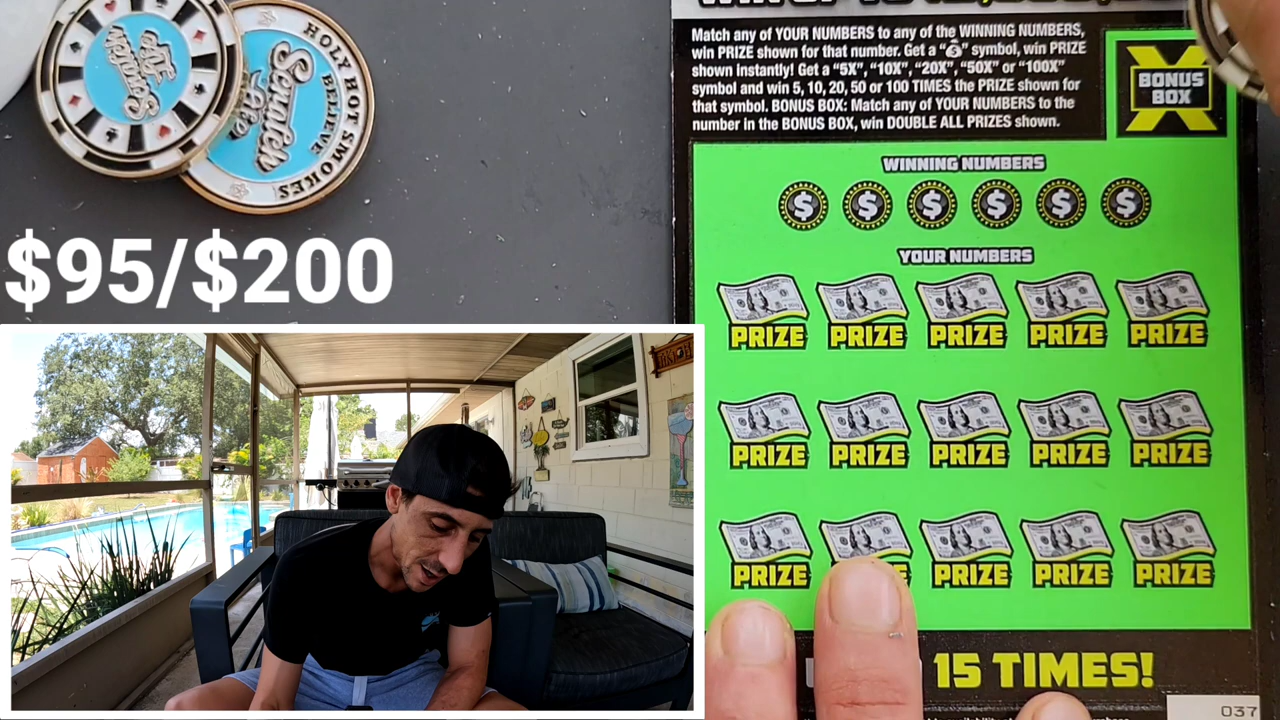 HOLY HOT SMOKES
BELIEVE
Scratch
Life
$95/$200
Match any of YOUR NUMBERS to any of the WINNING NUMBERS,
win PRIZE shown for that number. Get a "$" symbol, win PRIZE
shown instantly! Get a "5X", "10X", "20X", "50X" or "100X"
symbol and win 5, 10, 20, 50 or 100 TIMES the PRIZE shown for
that symbol. BONUS BOX: Match any of YOUR NUMBERS to the
number in the BONUS BOX, win DOUBLE ALL PRIZES shown.
BONUS
BOX
WINNING NUMBERS
$ $ $ $ $ $
YOUR NUMBERS
PRIZE PRIZE PRIZE PRIZE PRIZE
PRIZE PRIZE PRIZE PRIZE PRIZE
PRIZE PRIZE PRIZE PRIZE
15 TIMES!
037